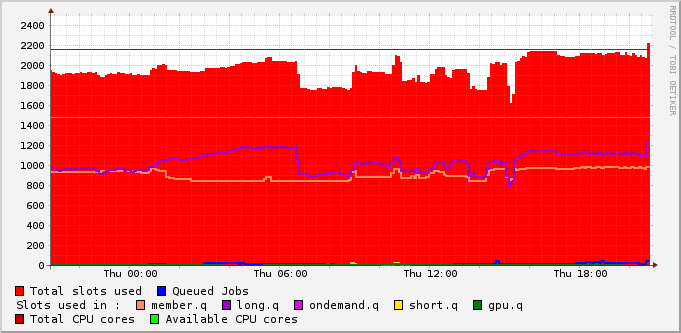 RRDTOOL / TOBI OETIKER
2400
2200
2000
1800
1600
1400
1200
1000
800
600
400
200
0
Thu 00:00 Thu 06:00 Thu 12:00 Thu 18:00
Total slots used Queued Jobs
Slots used in : member.q long.q ondemand.q short.q gpu.q
Total CPU cores Available CPU cores